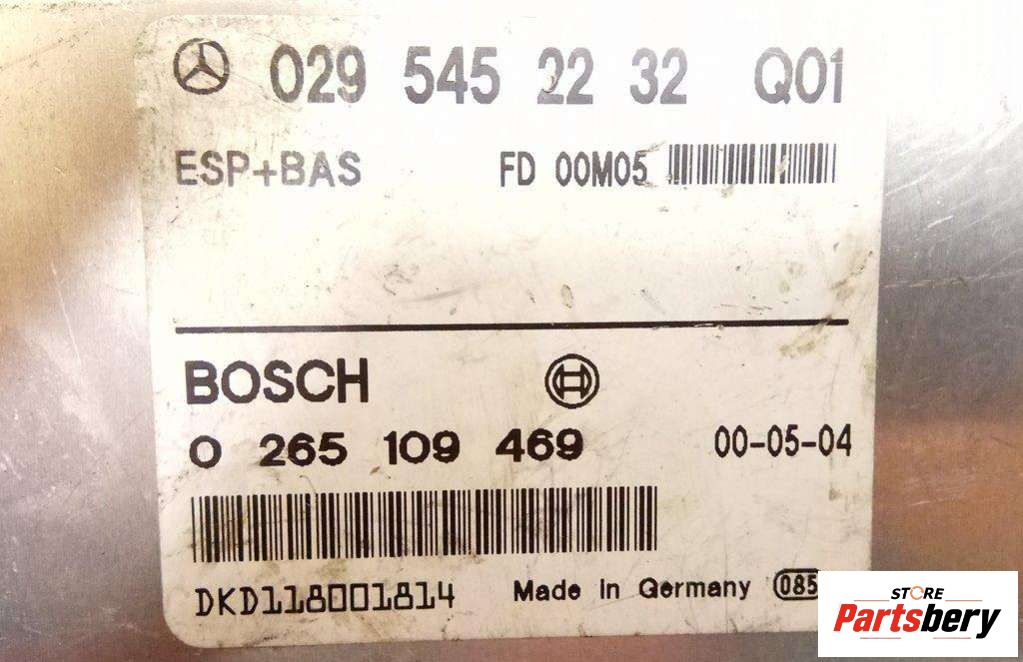 029 545 22 32 Q01
ESP+BAS FD 00M05
BOSCH
0 265 109 469 00-05-04
DKD118001814 Made in Germany 085
STORE
Partsbery